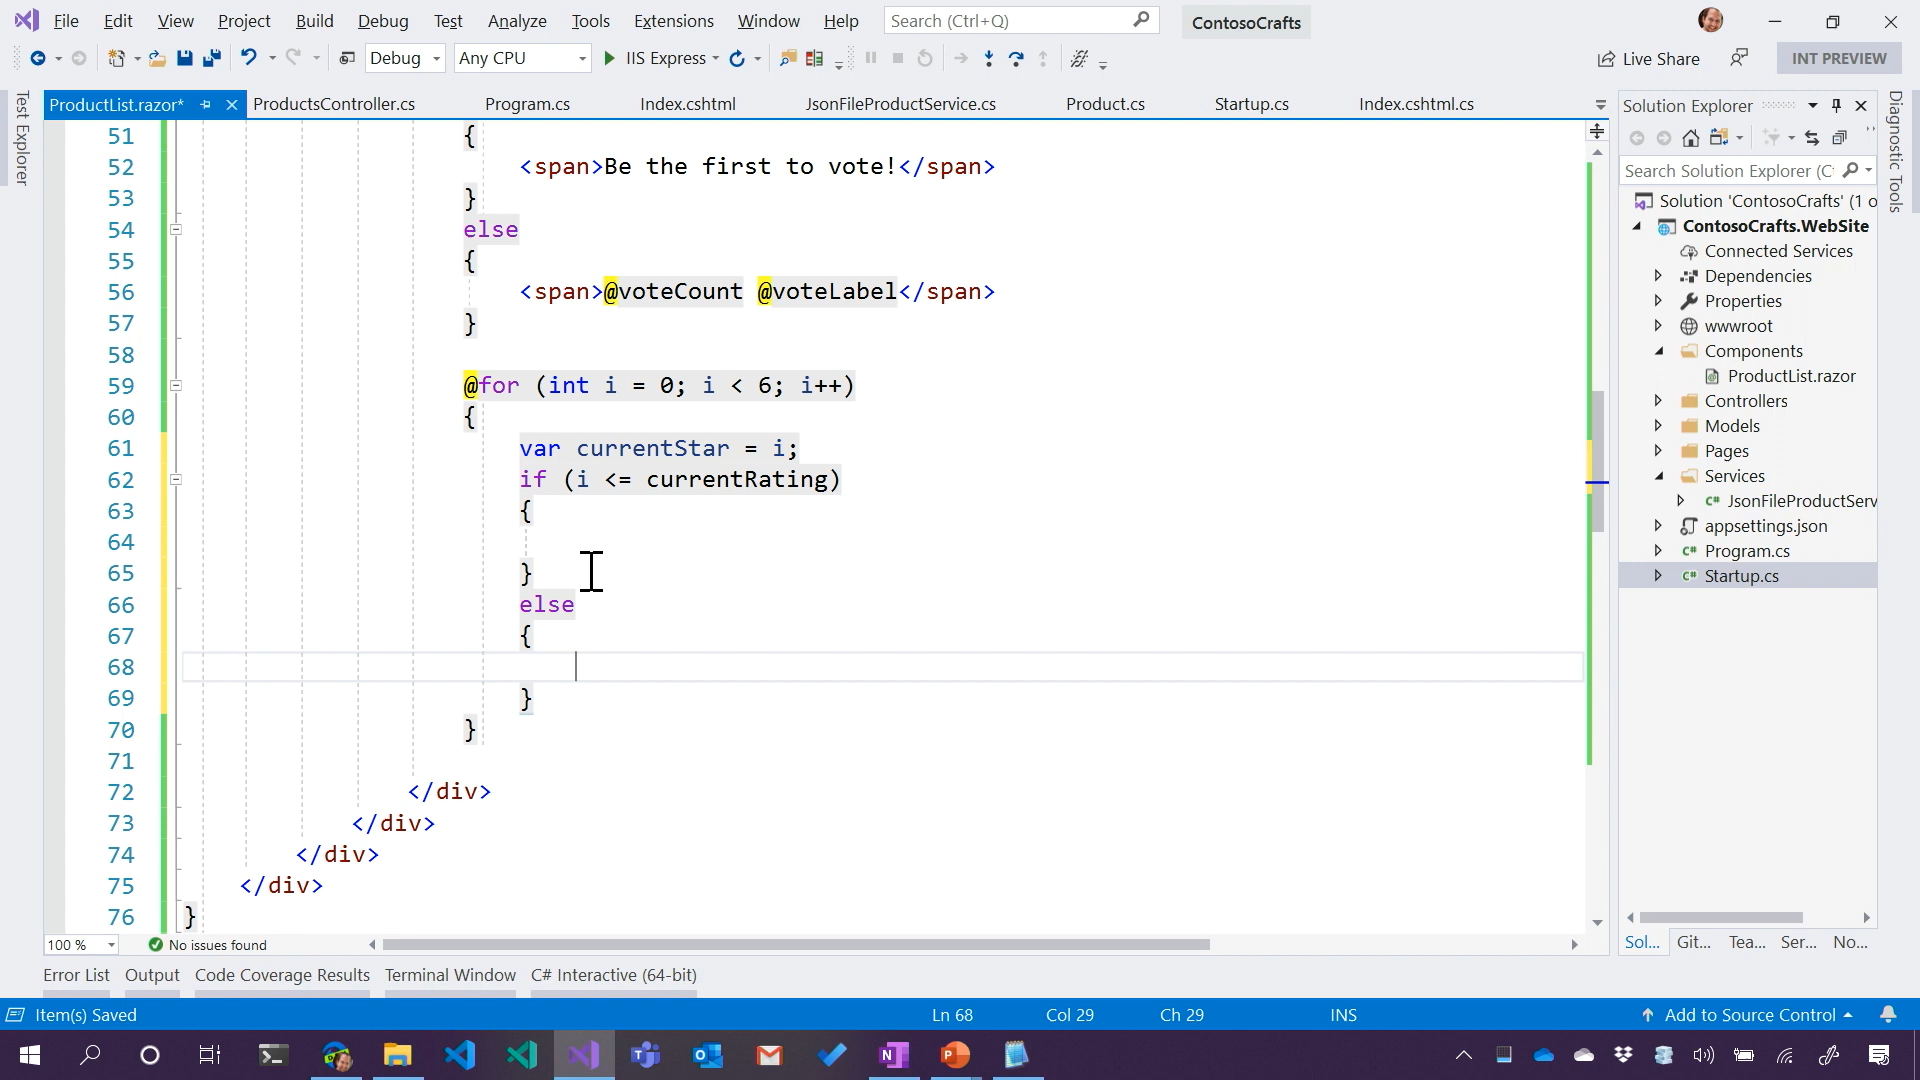 File Edit View Project Build Debug Test Analyze Tools Extensions Window Help Search (Ctrl+Q) ContosoCrafts
Debug Any CPU IIS Express Live Share INT PREVIEW
Test Explorer
ProductList.razor* ProductsController.cs Program.cs Index.cshtml JsonFileProductService.cs Product.cs Startup.cs Index.cshtml.cs
51 {
52 <span>Be the first to vote!</span>
53 }
54 else
55 {
56 <span>@voteCount @voteLabel</span>
57 }
58
59 @for (int i = 0; i < 6; i++)
60 {
61 var currentStar = i;
62 if (i <= currentRating)
63 {
64
65 }
66 else
67 {
68
69 }
70 }
71
72 </div>
73 </div>
74 </div>
75 </div>
76 }
100 % No issues found
Solution Explorer
Search Solution Explorer (Ct
Solution 'ContosoCrafts' (1 o
ContosoCrafts.WebSite
Connected Services
Dependencies
Properties
wwwroot
Components
ProductList.razor
Controllers
Models
Pages
Services
JsonFileProductServ
appsettings.json
Program.cs
Startup.cs
Sol... Git... Tea... Ser... No...
Diagnostic Tools
Error List Output Code Coverage Results Terminal Window C# Interactive (64-bit)
Item(s) Saved Ln 68 Col 29 Ch 29 INS Add to Source Control